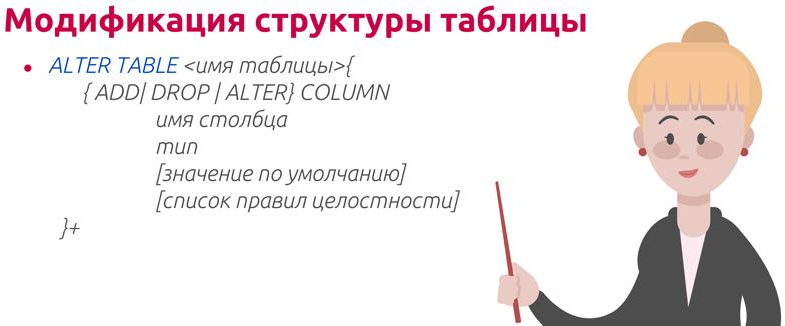 Модификация структуры таблицы
• ALTER TABLE <имя таблицы>{
{ ADD| DROP | ALTER} COLUMN
имя столбца
тип
[значение по умолчанию]
[список правил целостности]
}+